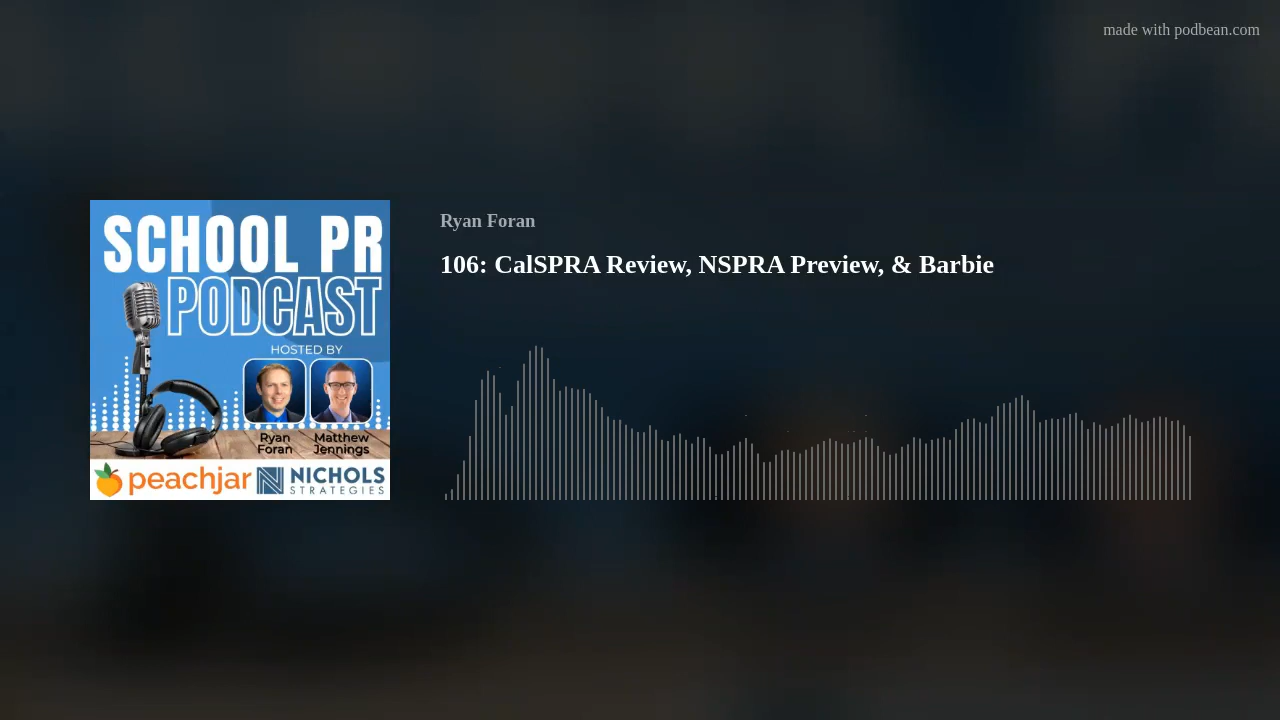 made with podbean.com
SCHOOL PR
PODCAST
HOSTED BY
Ryan
Foran
Matthew
Jennings
peachjar
NICHOLS
STRATEGIES
Ryan Foran
106: CalSPRA Review, NSPRA Preview, & Barbie